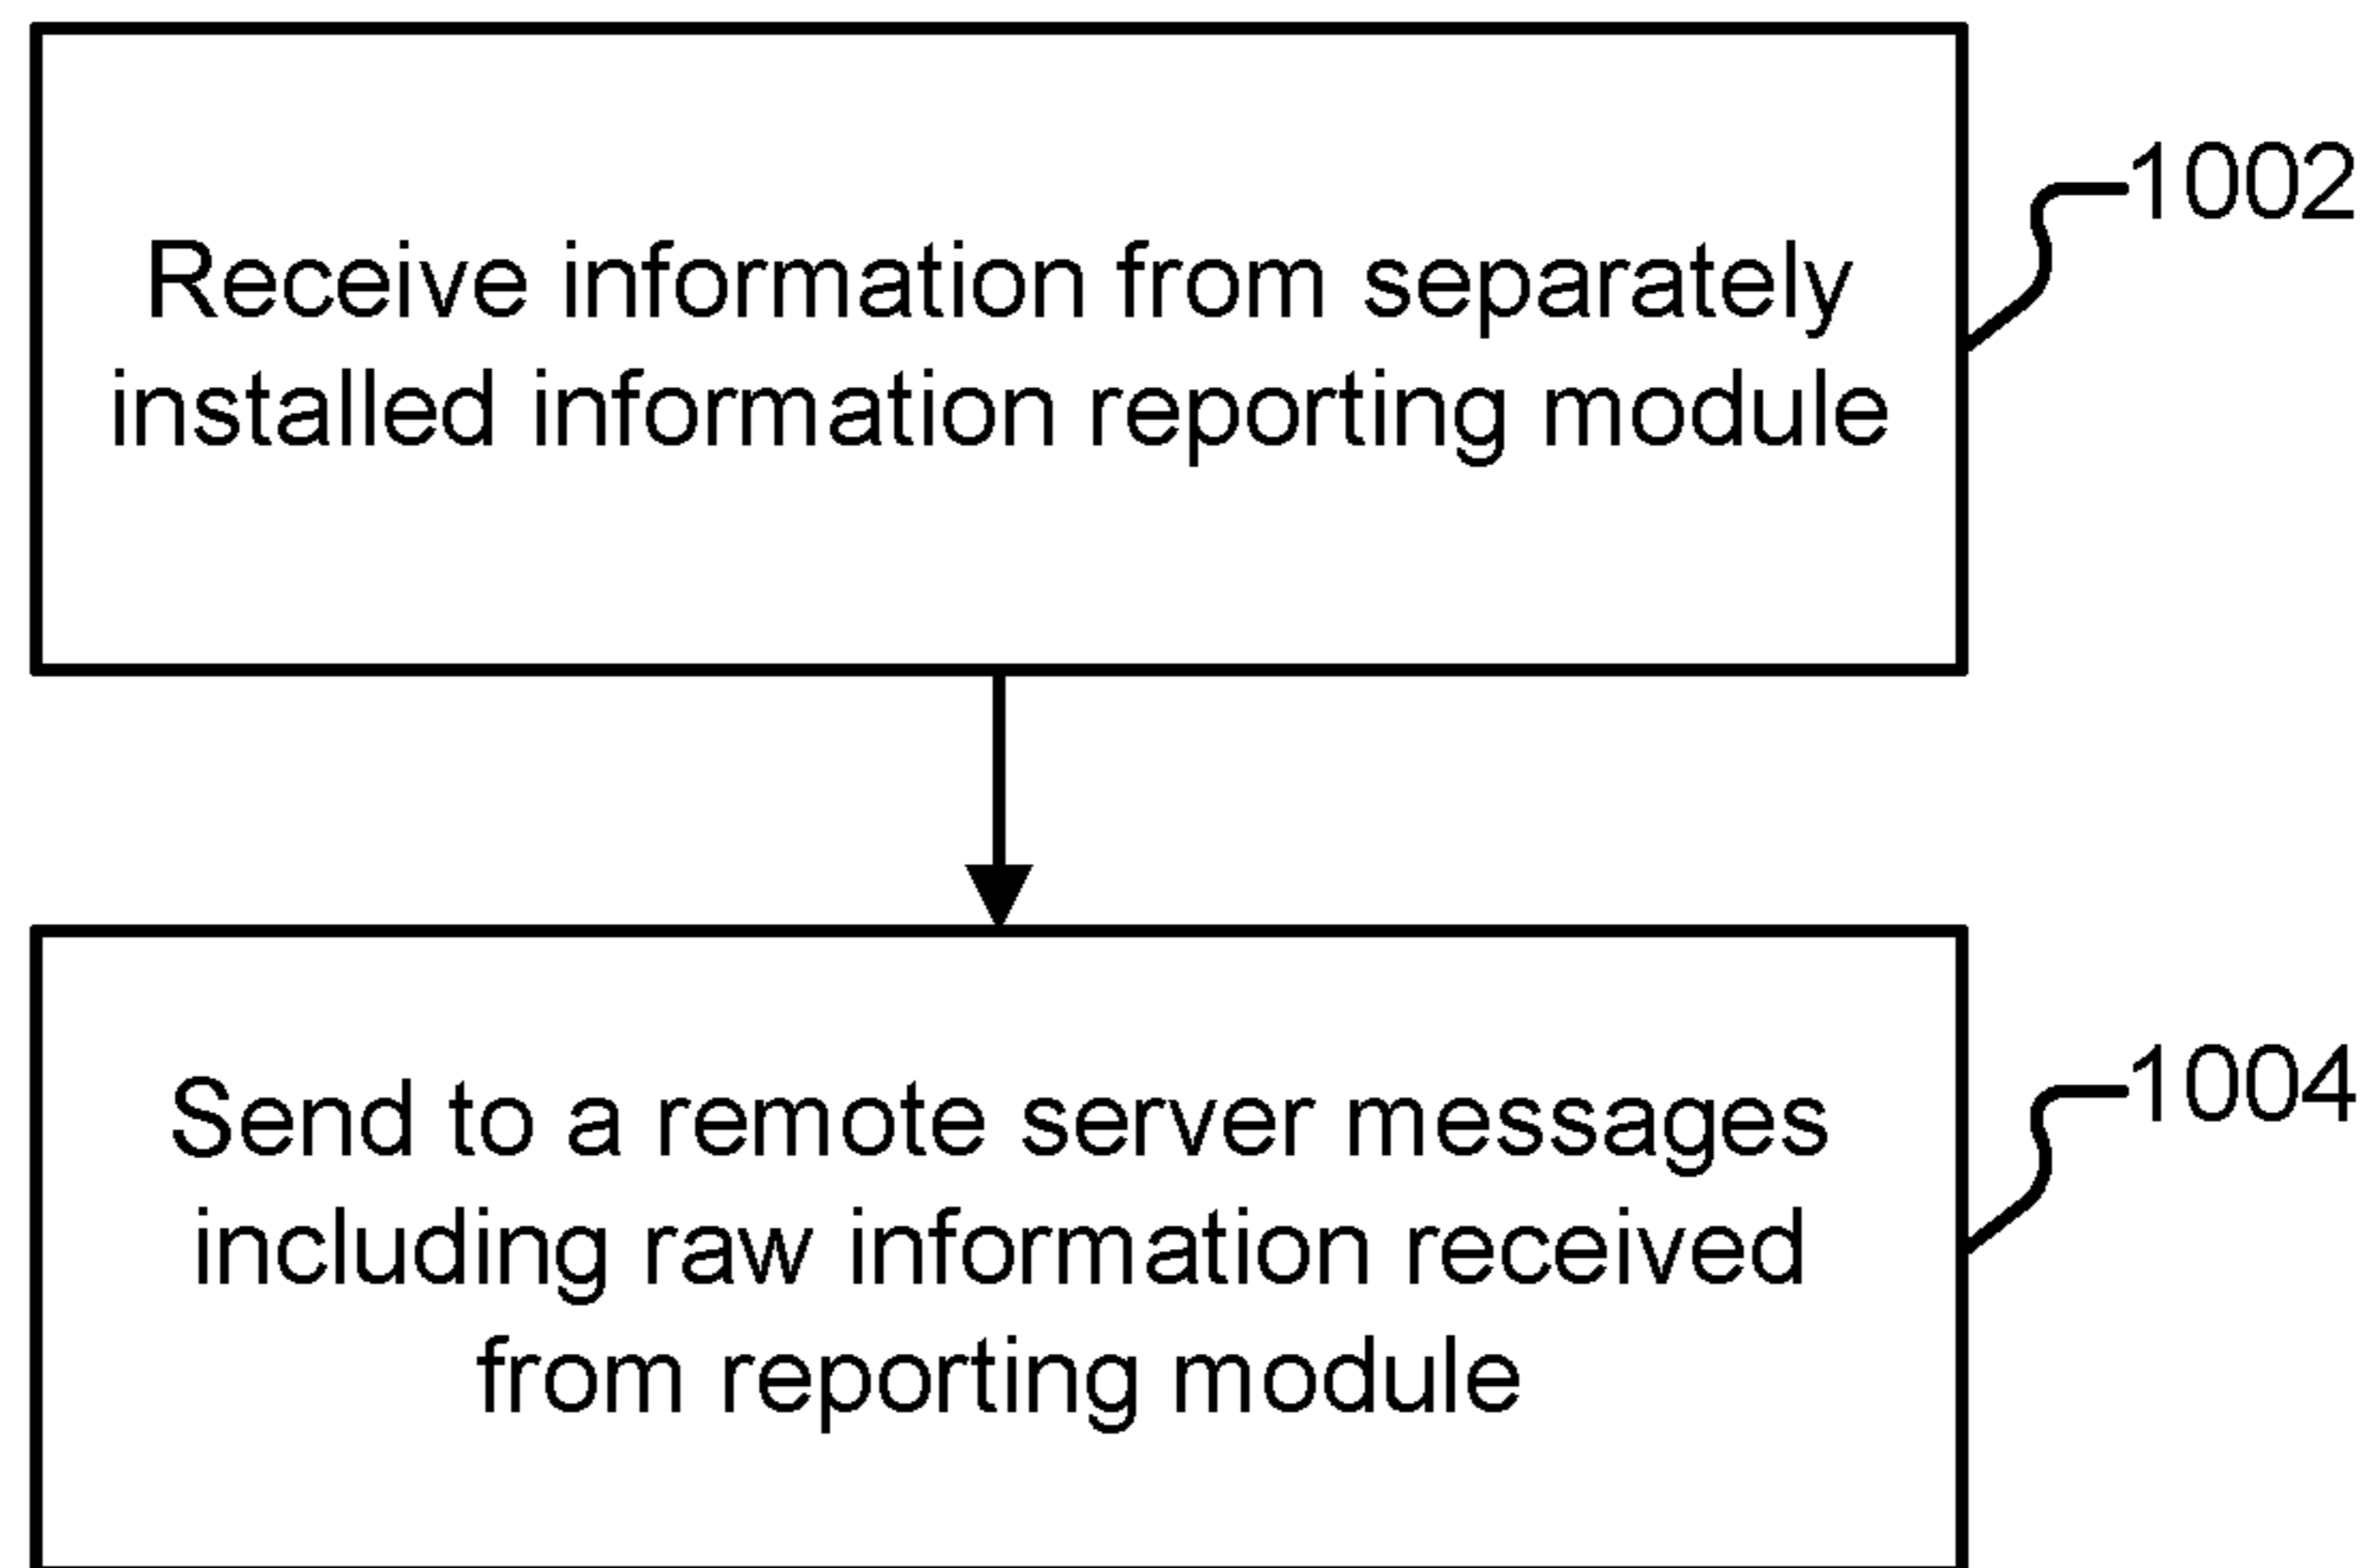 Receive information from separately
installed information reporting module
1002
Send to a remote server messages
including raw information received
from reporting module
1004